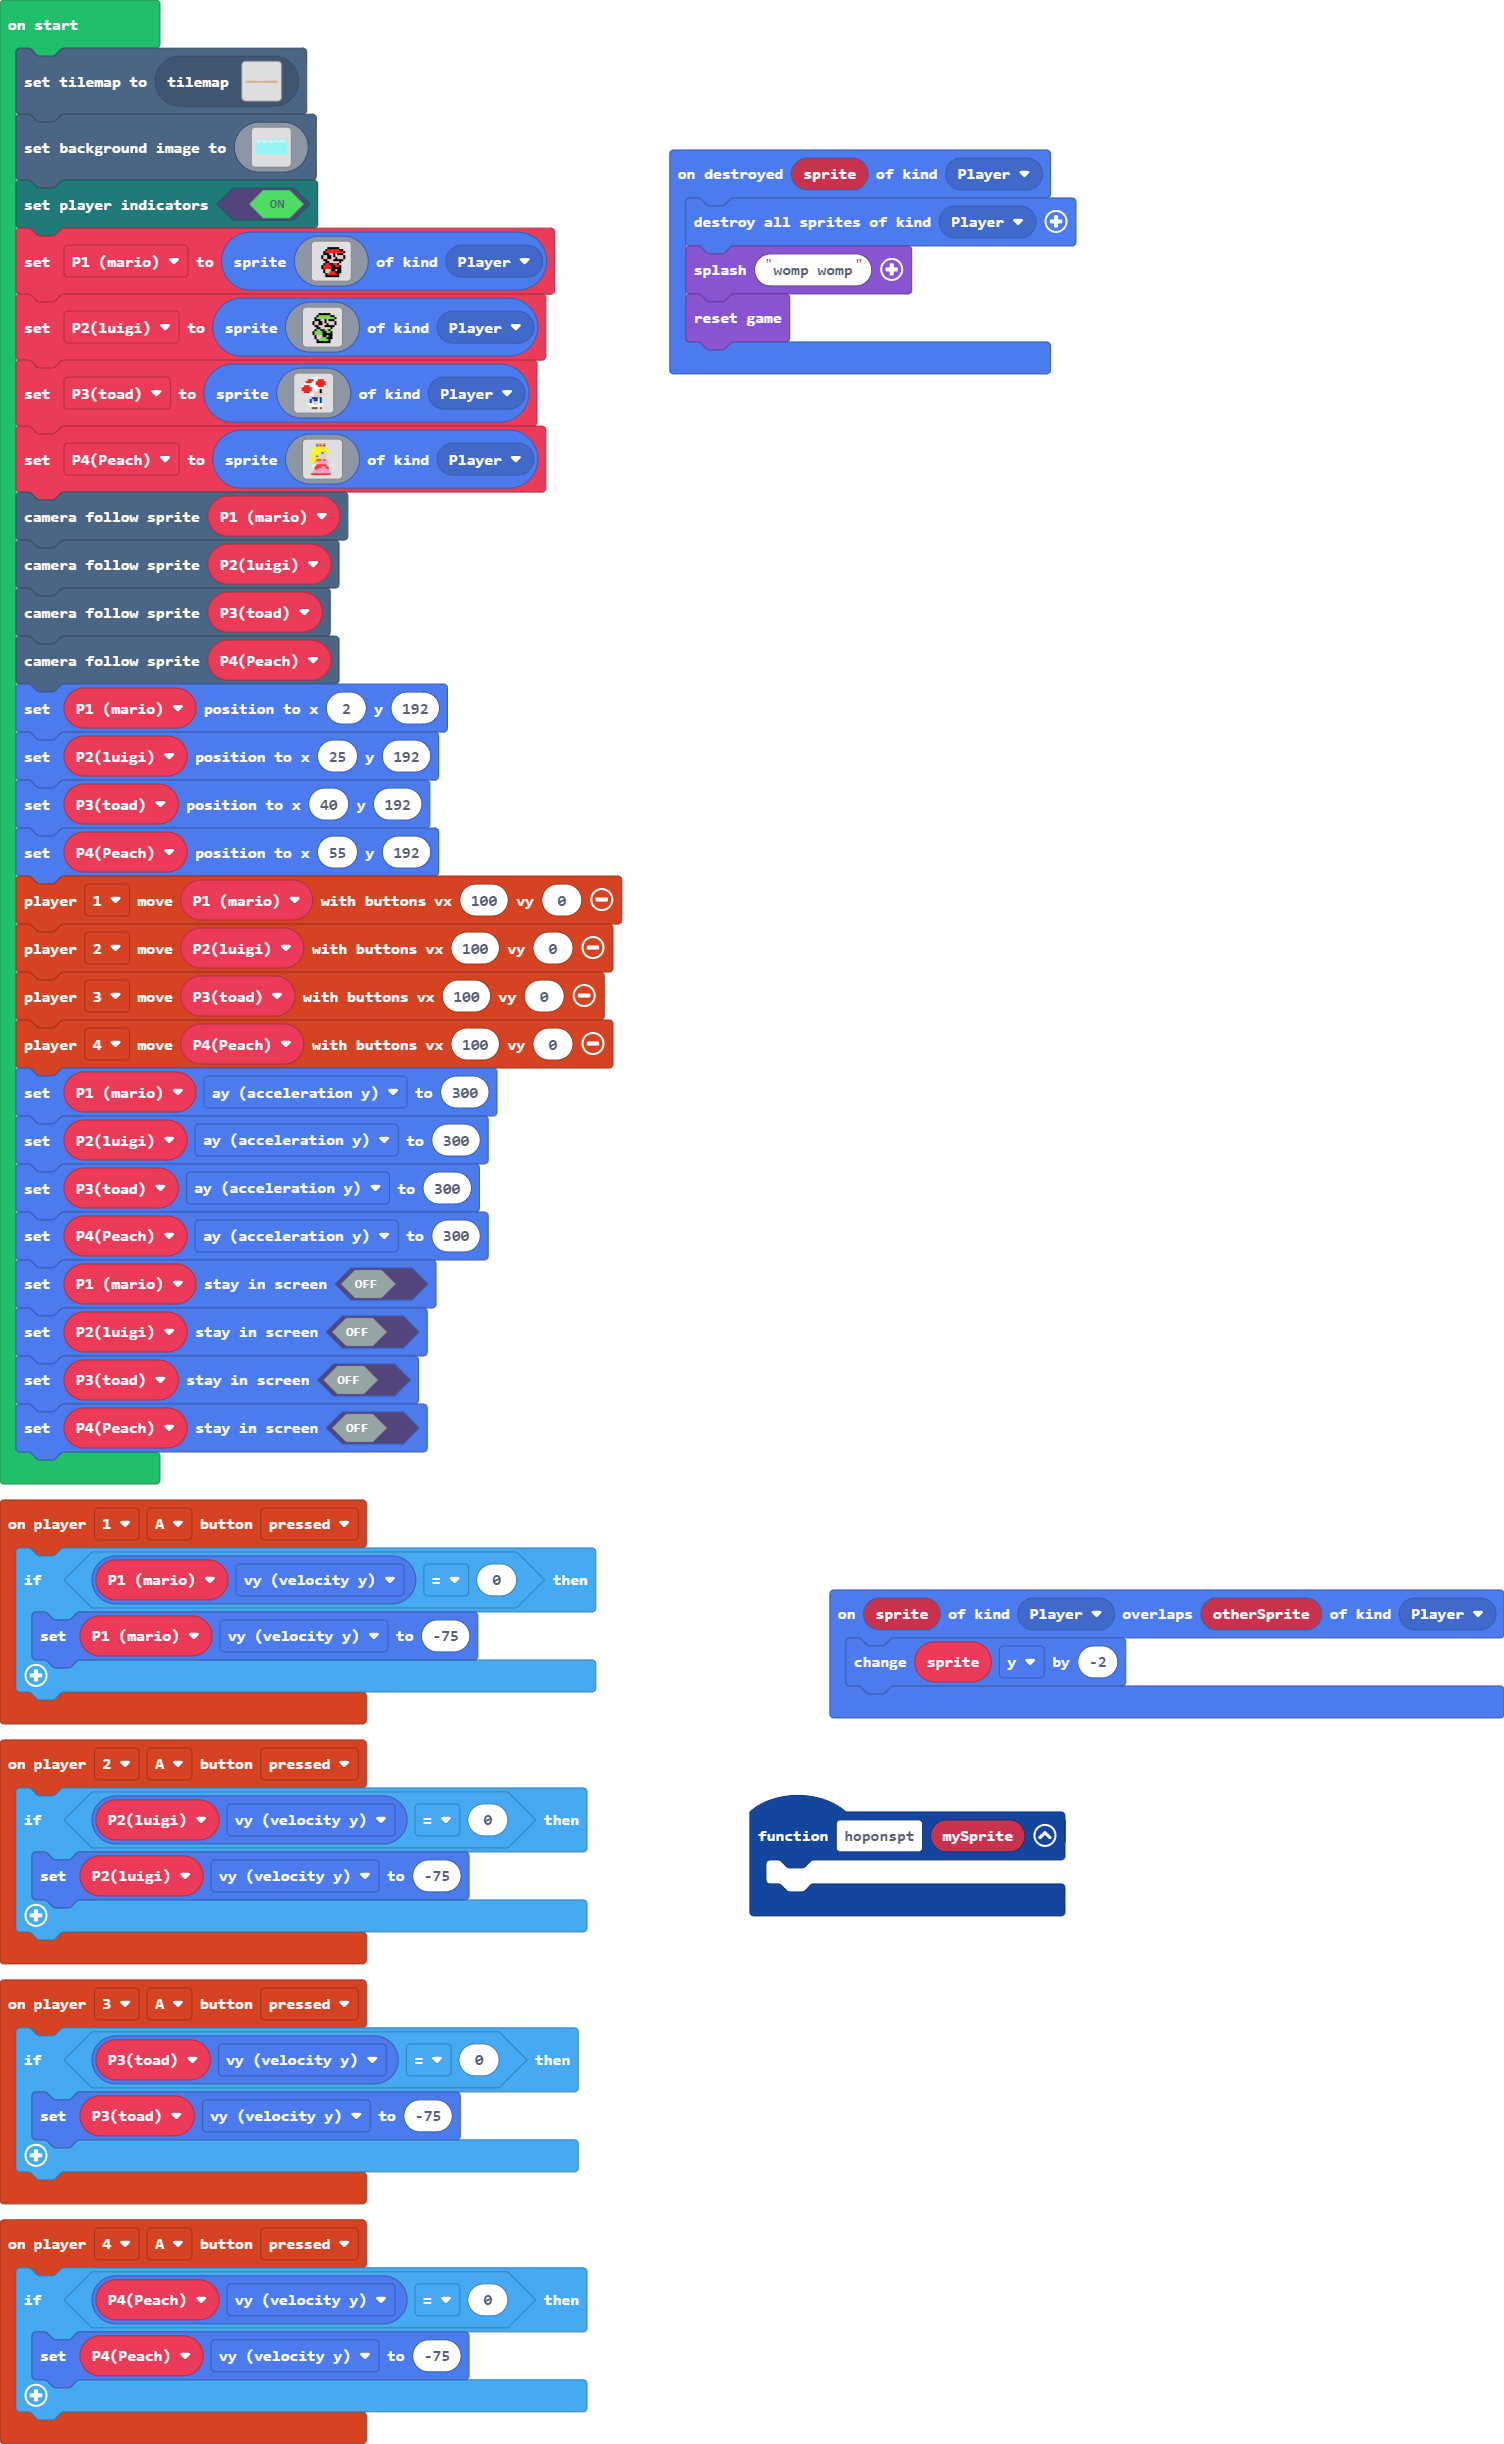 on start
set tilemap to tilemap
set background image to
set player indicators ON
set P1 (mario) to sprite of kind Player
set P2(luigi) to sprite of kind Player
set P3(toad) to sprite of kind Player
set P4(Peach) to sprite of kind Player
camera follow sprite P1 (mario)
camera follow sprite P2(luigi)
camera follow sprite P3(toad)
camera follow sprite P4(Peach)
set P1 (mario) position to x 2 y 192
set P2(luigi) position to x 25 y 192
set P3(toad) position to x 40 y 192
set P4(Peach) position to x 55 y 192
player 1 move P1 (mario) with buttons vx 100 vy 0
player 2 move P2(luigi) with buttons vx 100 vy 0
player 3 move P3(toad) with buttons vx 100 vy 0
player 4 move P4(Peach) with buttons vx 100 vy 0
set P1 (mario) ay (acceleration y) to 300
set P2(luigi) ay (acceleration y) to 300
set P3(toad) ay (acceleration y) to 300
set P4(Peach) ay (acceleration y) to 300
set P1 (mario) stay in screen OFF
set P2(luigi) stay in screen OFF
set P3(toad) stay in screen OFF
set P4(Peach) stay in screen OFF
on destroyed sprite of kind Player
destroy all sprites of kind Player
splash "womp womp"
reset game
on player 1 A button pressed
if P1 (mario) vy (velocity y) = 0 then
set P1 (mario) vy (velocity y) to -75
on player 2 A button pressed
if P2(luigi) vy (velocity y) = 0 then
set P2(luigi) vy (velocity y) to -75
on player 3 A button pressed
if P3(toad) vy (velocity y) = 0 then
set P3(toad) vy (velocity y) to -75
on player 4 A button pressed
if P4(Peach) vy (velocity y) = 0 then
set P4(Peach) vy (velocity y) to -75
on sprite of kind Player overlaps otherSprite of kind Player
change sprite y by -2
function hoponspt mySprite